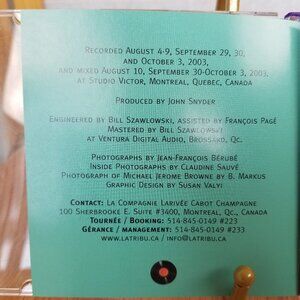 Recorded August 4-9, September 29, 30,
and October 3, 2003,
and mixed August 10, September 30-October 3, 2003,
at Studio Victor, Montreal, Quebec, Canada
Produced by John Snyder
Engineered by Bill Szawlowski, assisted by François Pagé
Mastered by Bill Szawlowski
at Ventura Digital Audio, Brossard, Qc.
Photographs by Jean-François Bérubé
Inside Photographs by Claudine Sauvé
Photograph of Michael Jerome Browne by B. Markus
Graphic Design by Susan Valyi
Contact: La Compagnie Larivée Cabot Champagne
100 Sherbrooke E. Suite #3400, Montreal, Qc., Canada
Tournée / Booking: 514-845-0149 #223
Gérance / management: 514-845-0149 #233
www.latribu.ca / info@latribu.ca